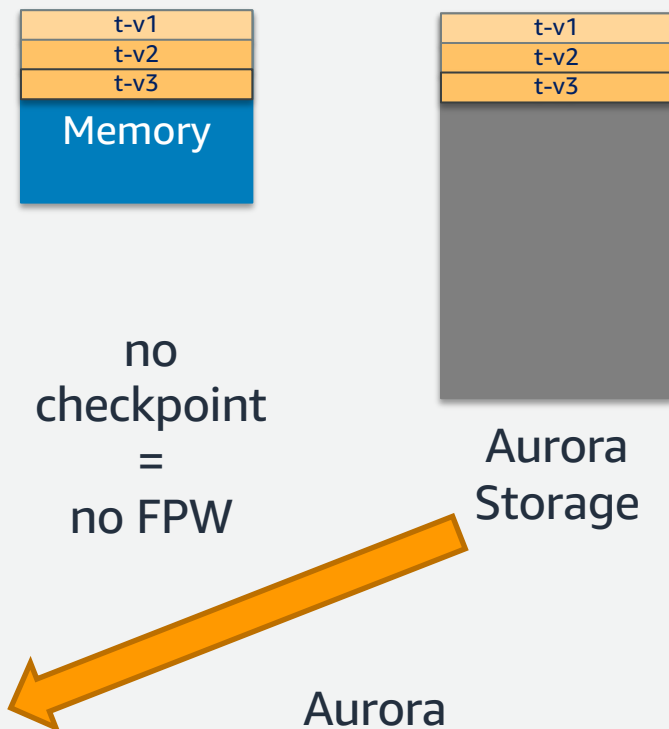 t-v1
t-v2
t-v3
Memory
t-v1
t-v2
t-v3
no
checkpoint
=
no FPW
Aurora
Storage
Aurora